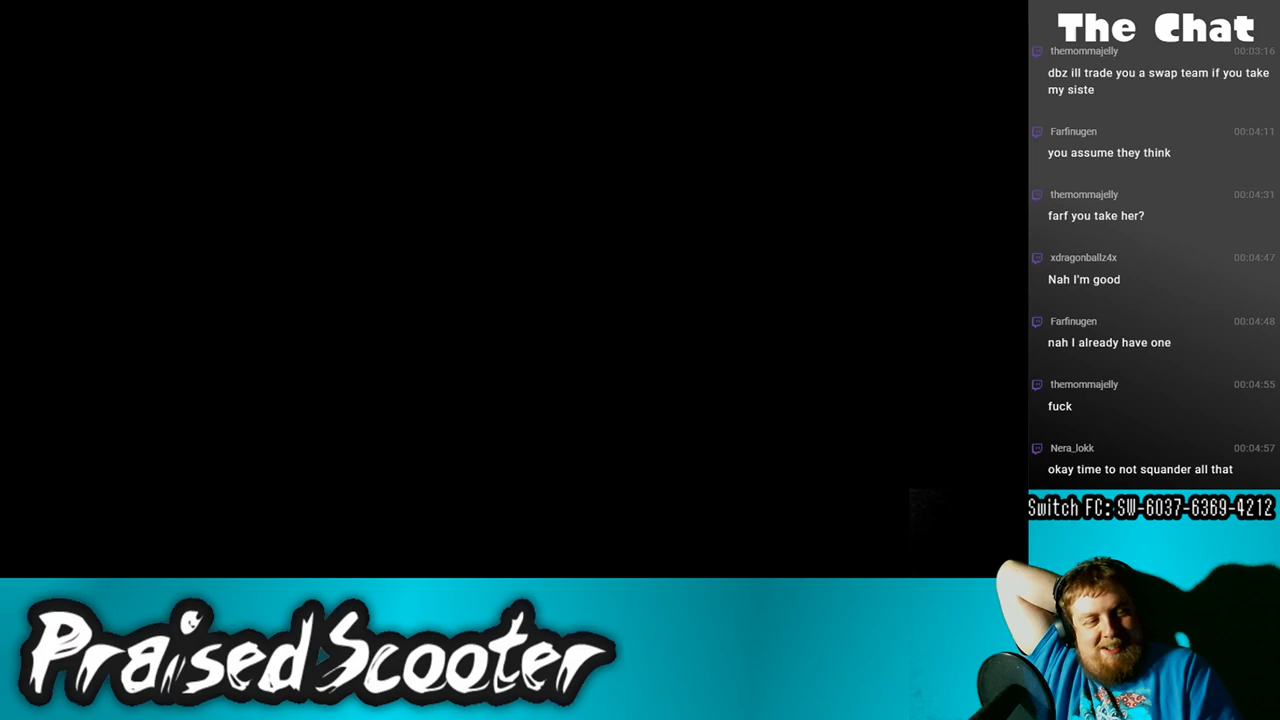 The Chat
themommajelly 00:03:16
dbz ill trade you a swap team if you take
my siste
Farfinugen 00:04:11
you assume they think
themommajelly 00:04:31
farf you take her?
xdragonballz4x 00:04:47
Nah I'm good
Farfinugen 00:04:48
nah I already have one
themommajelly 00:04:55
fuck
Nera_lokk 00:04:57
okay time to not squander all that
Switch FC: SW-6037-6369-4212
PraisedScooter